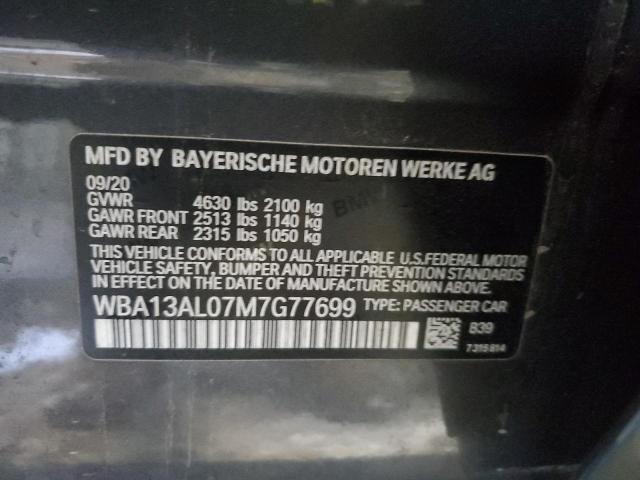 MFD BY BAYERISCHE MOTOREN WERKE AG
09/20
GVWR 4630 lbs 2100 kg
GAWR FRONT 2513 lbs 1140 kg
GAWR REAR 2315 lbs 1050 kg
THIS VEHICLE CONFORMS TO ALL APPLICABLE U.S.FEDERAL MOTOR
VEHICLE SAFETY, BUMPER AND THEFT PREVENTION STANDARDS
IN EFFECT ON THE DATE OF MANUFACTURE SHOWN ABOVE.
WBA13AL07M7G77699 TYPE: PASSENGER CAR
B39
7315814